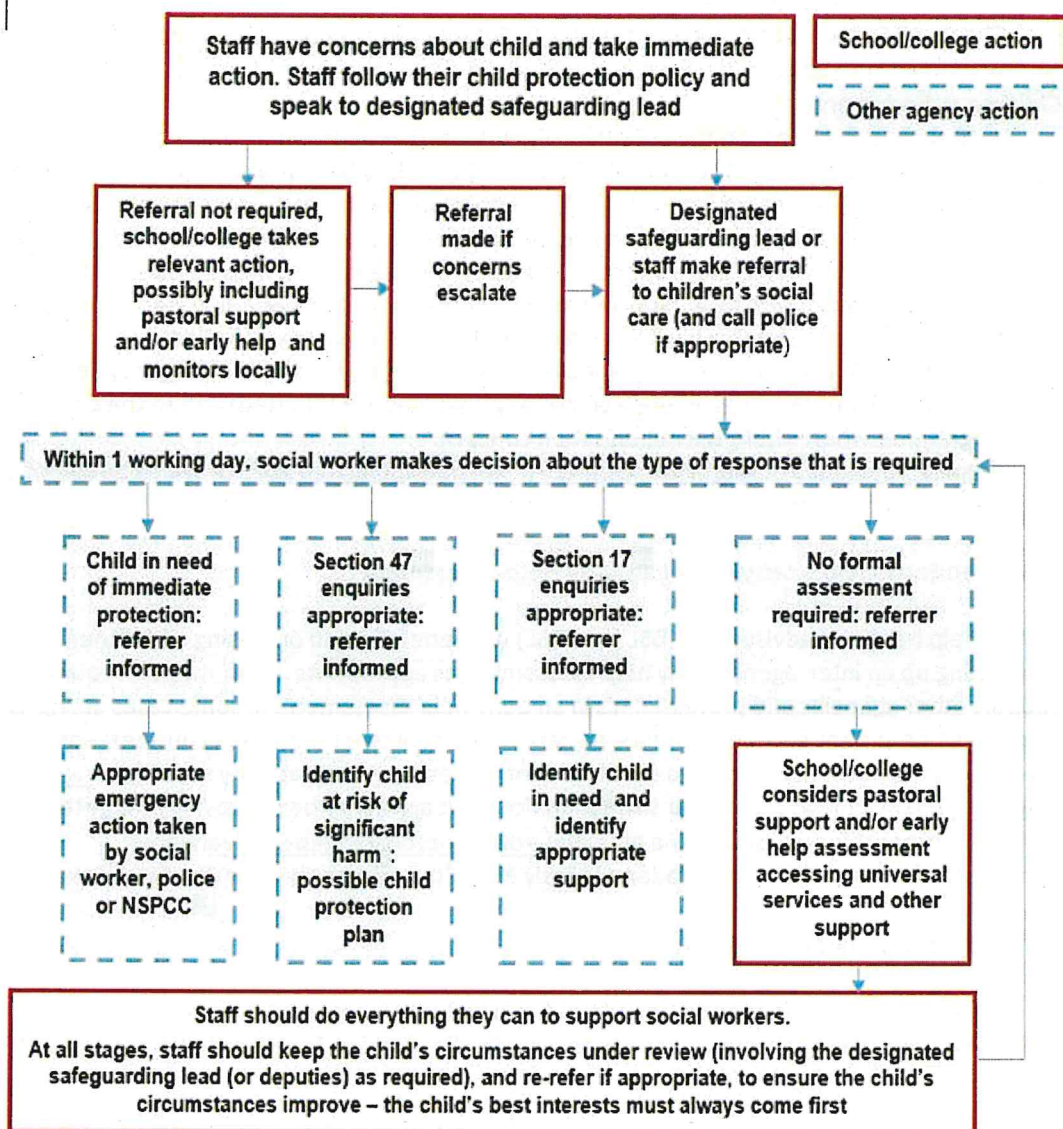 Staff have concerns about child and take immediate
action. Staff follow their child protection policy and
speak to designated safeguarding lead
School/college action
Other agency action
Referral not required,
school/college takes
relevant action,
possibly including
pastoral support
and/or early help and
monitors locally
Referral
made if
concerns
escalate
Designated
safeguarding lead or
staff make referral
to children's social
care (and call police
if appropriate)
Within 1 working day, social worker makes decision about the type of response that is required
Child in need
of immediate
protection:
referrer
informed
Section 47
enquiries
appropriate:
referrer
informed
Section 17
enquiries
appropriate:
referrer
informed
No formal
assessment
required: referrer
informed
Appropriate
emergency
action taken
by social
worker, police
or NSPCC
Identify child
at risk of
significant
harm :
possible child
protection
plan
Identify child
in need and
identify
appropriate
support
School/college
considers pastoral
support and/or early
help assessment
accessing universal
services and other
support
Staff should do everything they can to support social workers.
At all stages, staff should keep the child's circumstances under review (involving the designated
safeguarding lead (or deputies) as required), and re-refer if appropriate, to ensure the child's
circumstances improve – the child's best interests must always come first